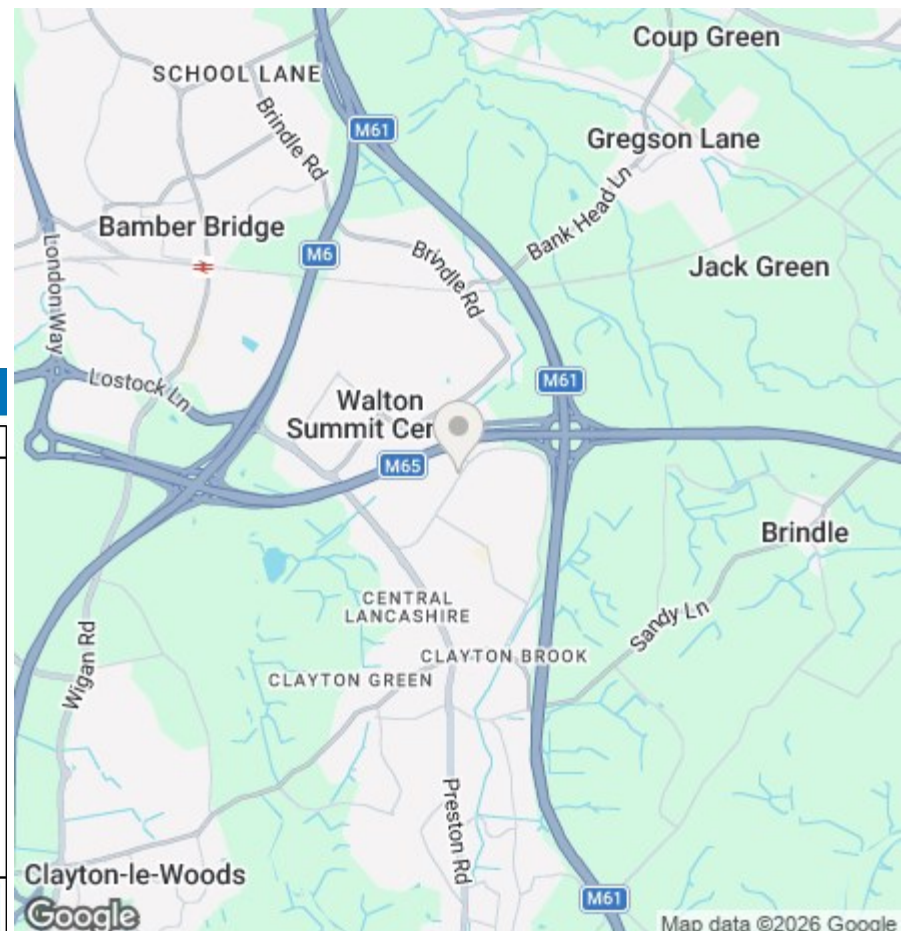 Coup Green
SCHOOL LANE
M61
Brindle Rd
Gregson Lane
Bank Head Ln
Bamber Bridge
M6
Brindle Rd
London Way
Jack Green
Lostock Ln
M61
Walton
Summit Cen
M65
Brindle
CENTRAL
LANCASHIRE
Sandy Ln
CLAYTON BROOK
CLAYTON GREEN
Wigan Rd
Preston Rd
Clayton-le-Woods
M61
Google
Map data ©2026 Google